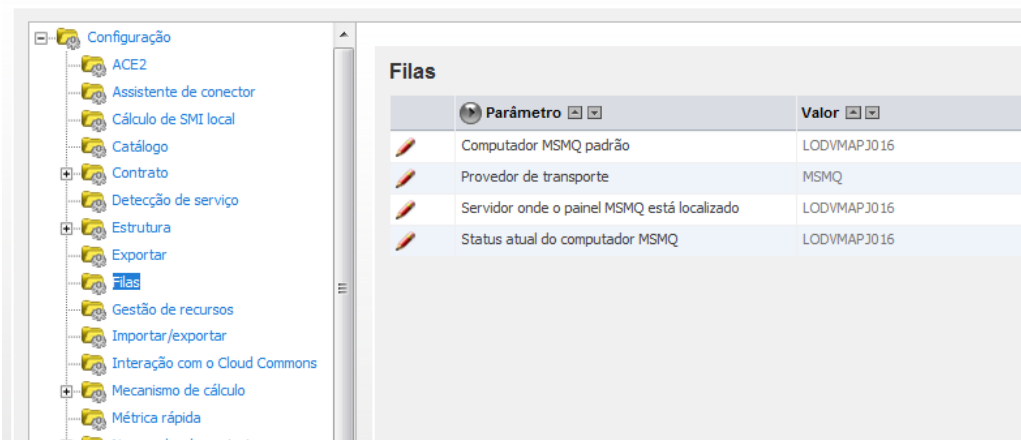 Configuração
ACE2
Assistente de conector
Cálculo de SMI local
Catálogo
Contrato
Detecção de serviço
Estrutura
Exportar
Filas
Gestão de recursos
Importar/exportar
Interação com o Cloud Commons
Mecanismo de cálculo
Métrica rápida
Filas
Parâmetro Valor
Computador MSMQ padrão LODVMAPJ016
Provedor de transporte MSMQ
Servidor onde o painel MSMQ está localizado LODVMAPJ016
Status atual do computador MSMQ LODVMAPJ016